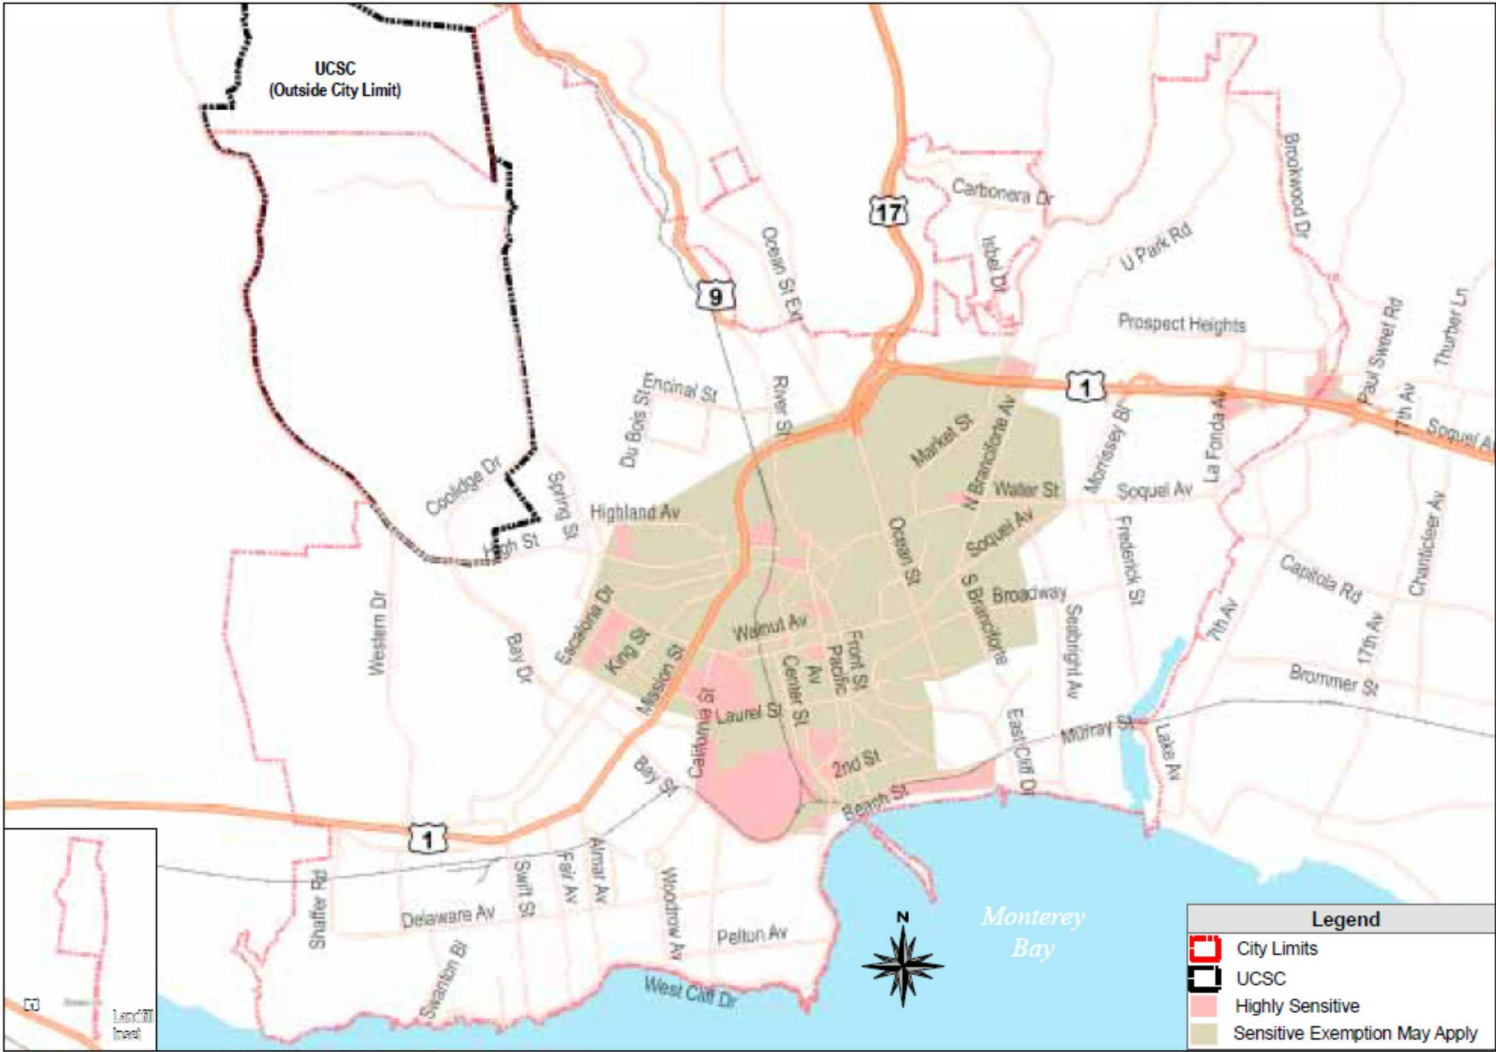 UCSC
(Outside City Limit)
Carbonera Dr
Brookwood Dr
17
Isbel Dr
U Park Rd
Ocean St Ext
9
Prospect Heights
Paul Sweet Rd
Thurber Ln
Encinal St
Du Bois St
River St
1
17th Av
Market St
N Branciforte Av
Morrissey Bl
La Fonda Av
Soquel Av
Coolidge Dr
Spring St
Highland Av
High St
Water St
Soquel Av
Ocean St
Soquel Av
Frederick St
Chanticleer Av
Capitola Rd
Western Dr
Bay Dr
Escalona Dr
King St
Mission St
Walnut Av
S Branciforte
Broadway
Seabright Av
7th Av
17th Av
Brommer St
Front St
Pacific
Av
Center St
California St
Laurel St
2nd St
Beach St
East Cliff Dr
Murray St
Lake Av
Bay St
1
Shaffer Rd
Delaware Av
Swift St
Fair Av
Almar Av
Woodrow Av
Pelton Av
Swanton Bl
West Cliff Dr
N
Monterey
Bay
Landfill
Inset
Legend
City Limits
UCSC
Highly Sensitive
Sensitive Exemption May Apply